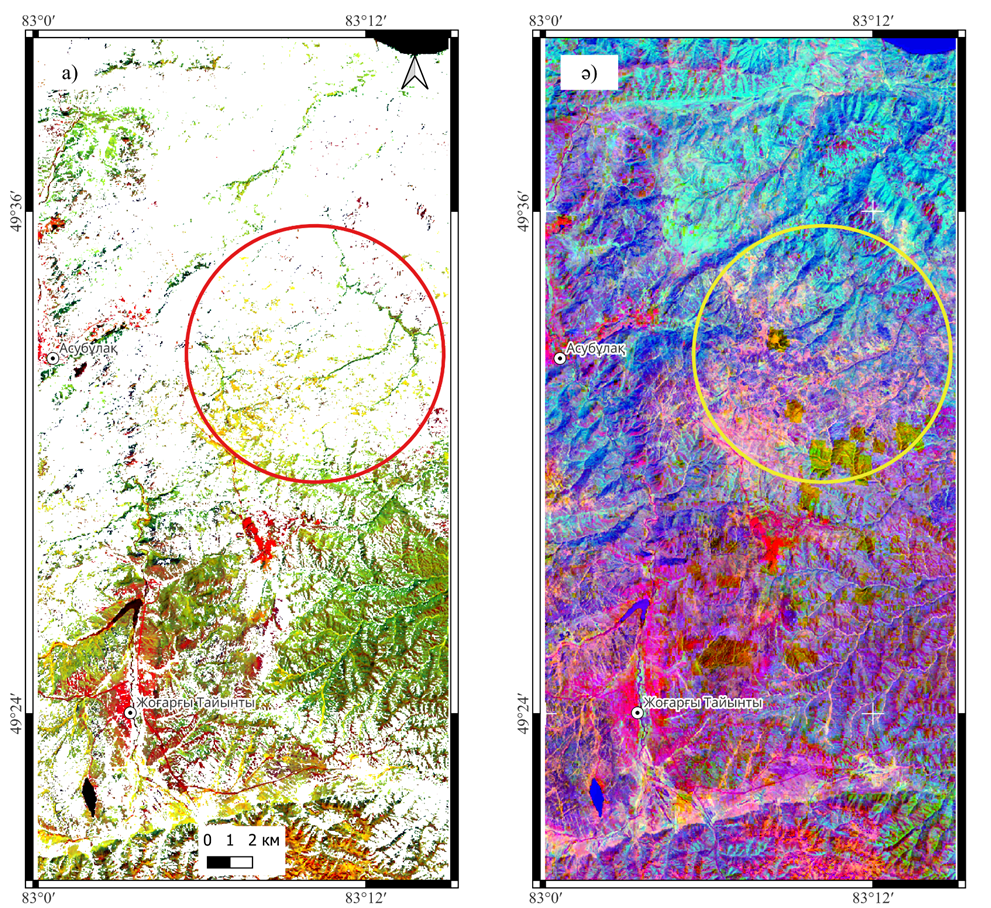 83°0′ 83°12′ 83°0′ 83°12′
а) ә)
49°36′ 49°36′
Асубұлақ Асубұлақ
49°24′ 49°24′
Жоғарғы Тайынты Жоғарғы Тайынты
0 1 2 км
83°0′ 83°12′ 83°0′ 83°12′